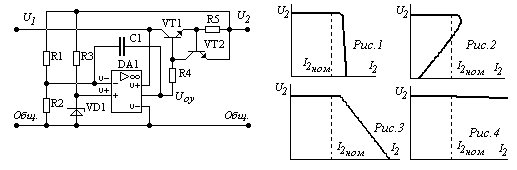 U1
VT1
R5
U2
C1
VT2
R1
R3
DA1
R4
υ−
▷∞
υ+
υ+
+
υ−
R2
VD1
Uоу
Общ.
Общ.
U2
Рис.1
I2ном
I2
U2
Рис.2
I2ном
I2
U2
Рис.3
I2ном
I2
U2
Рис.4
I2ном
I2